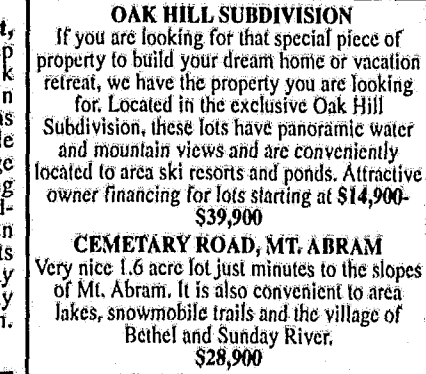 OAK HILL SUBDIVISION
If you are looking for that special piece of
property to build your dream home or vacation
retreat, we have the property you are looking
for. Located in the exclusive Oak Hill
Subdivision, these lots have panoramic water
and mountain views and are conveniently
located to area ski resorts and ponds. Attractive
owner financing for lots starting at $14,900-
$39,900
CEMETARY ROAD, MT. ABRAM
Very nice 1.6 acre lot just minutes to the slopes
of Mt. Abram. It is also convenient to area
lakes, snowmobile trails and the village of
Bethel and Sunday River.
$28,900